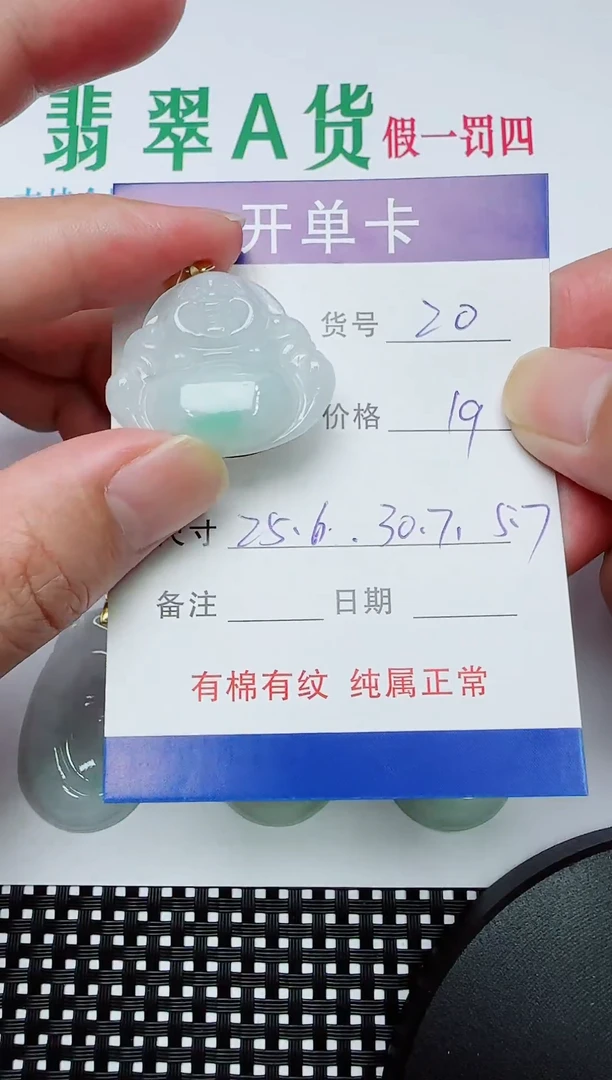 翡翠A货 假一罚四
开单卡
货号 20
价格 19
尺寸 25.6. 30.7. 5.7
备注 日期
有棉有纹 纯属正常